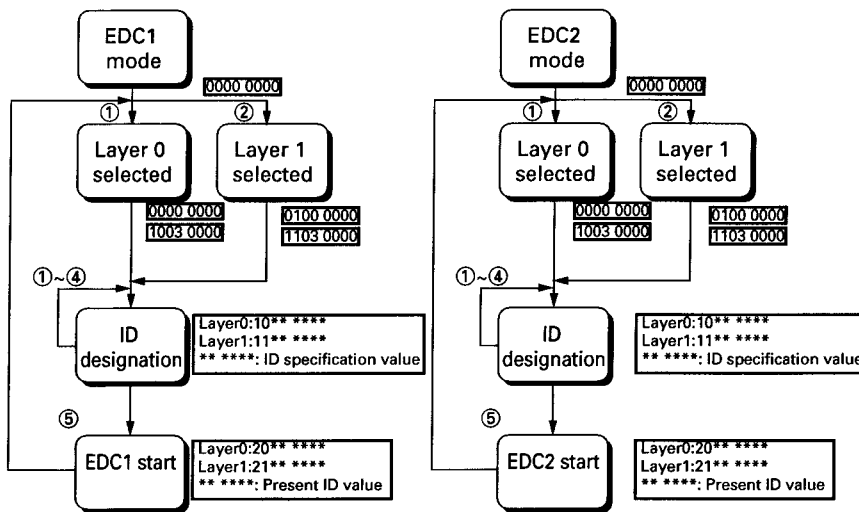 EDC1
mode
0000 0000
①
②
Layer 0
selected
Layer 1
selected
0000 0000
1003 0000
0100 0000
1103 0000
①~④
ID
designation
Layer0:10** ****
Layer1:11** ****
** ****: ID specification value
⑤
EDC1 start
Layer0:20** ****
Layer1:21** ****
** ****: Present ID value
EDC2
mode
0000 0000
①
②
Layer 0
selected
Layer 1
selected
0000 0000
1003 0000
0100 0000
1103 0000
①~④
ID
designation
Layer0:10** ****
Layer1:11** ****
** ****: ID specification value
⑤
EDC2 start
Layer0:20** ****
Layer1:21** ****
** ****: Present ID value